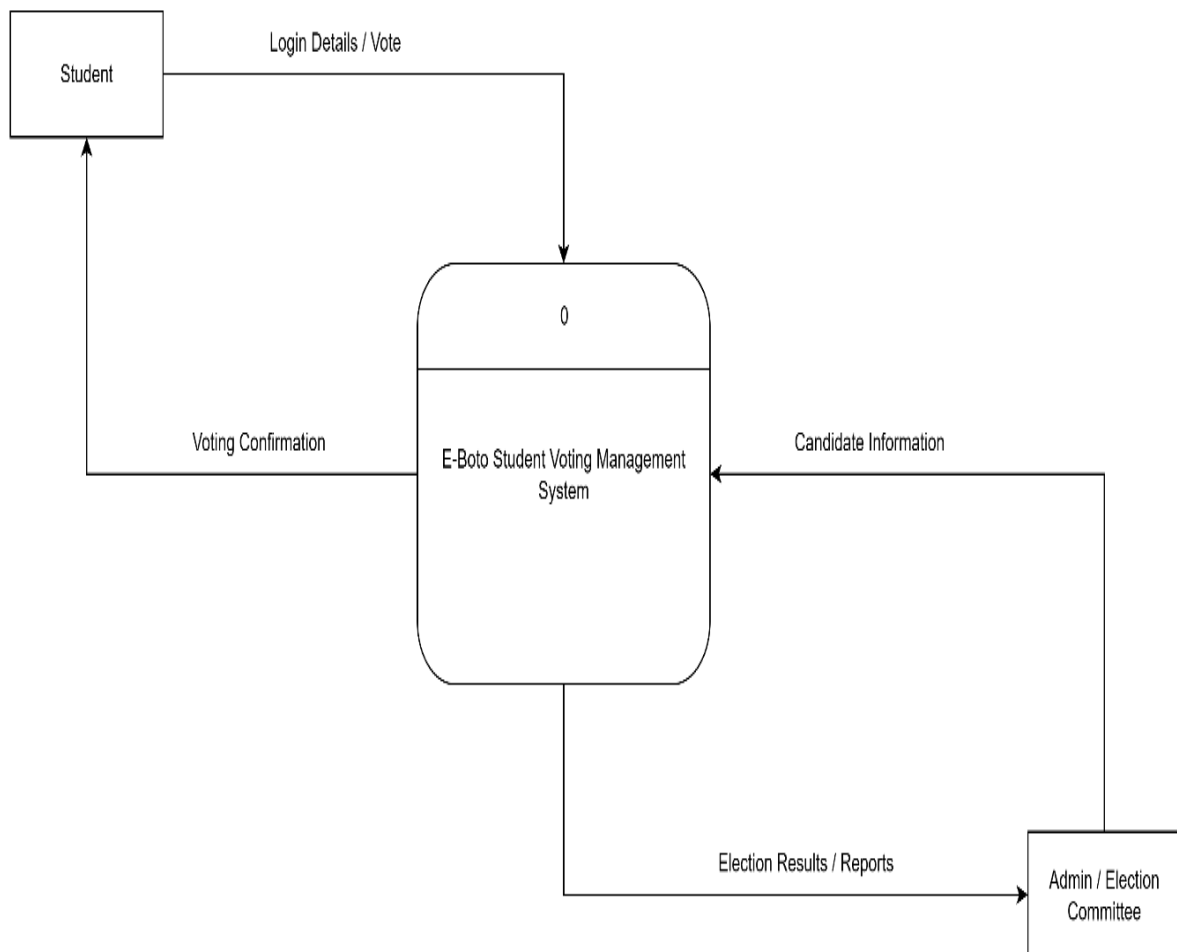 Login Details / Vote
Student
0
Voting Confirmation
Candidate Information
E-Boto Student Voting Management
System
Election Results / Reports
Admin / Election
Committee